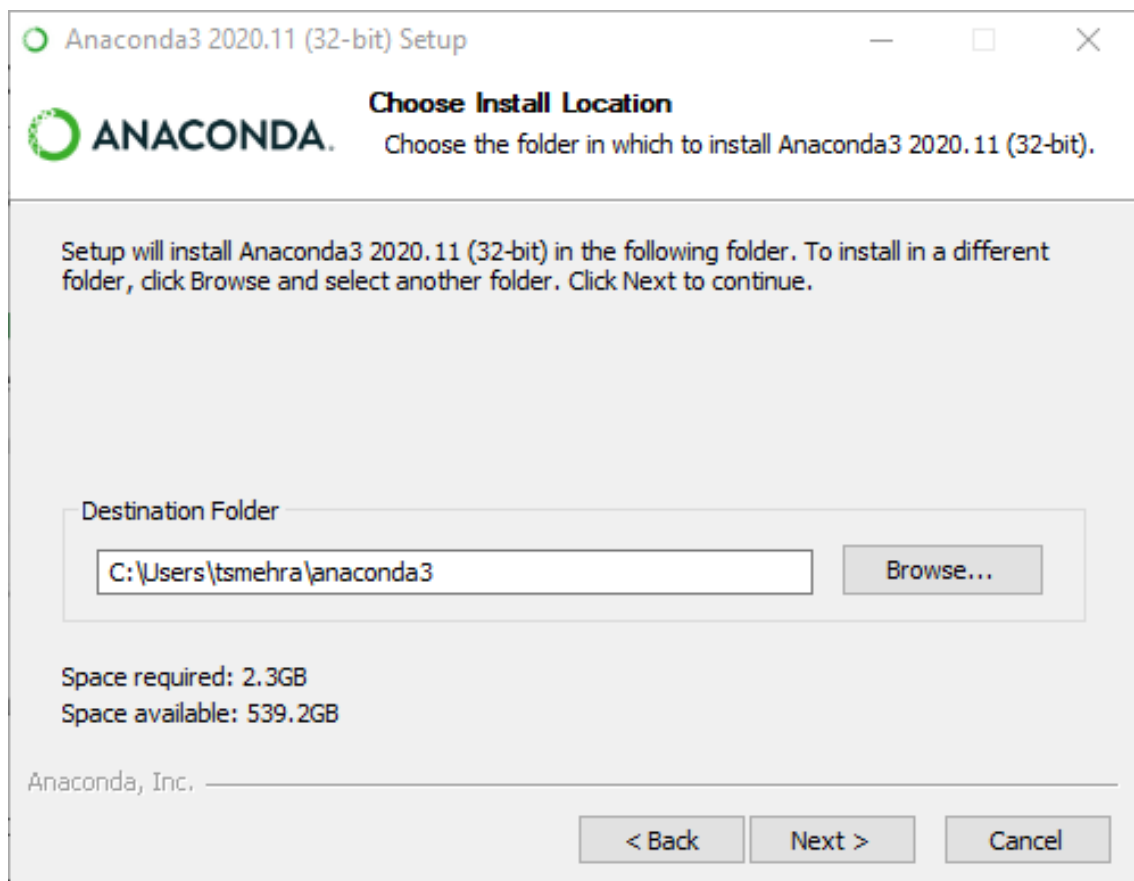 Anaconda3 2020.11 (32-bit) Setup
ANACONDA.
Choose Install Location
Choose the folder in which to install Anaconda3 2020.11 (32-bit).
Setup will install Anaconda3 2020.11 (32-bit) in the following folder. To install in a different
folder, click Browse and select another folder. Click Next to continue.
Destination Folder
C:\Users\tsmehra\anaconda3
Browse...
Space required: 2.3GB
Space available: 539.2GB
Anaconda, Inc.
< Back
Next >
Cancel